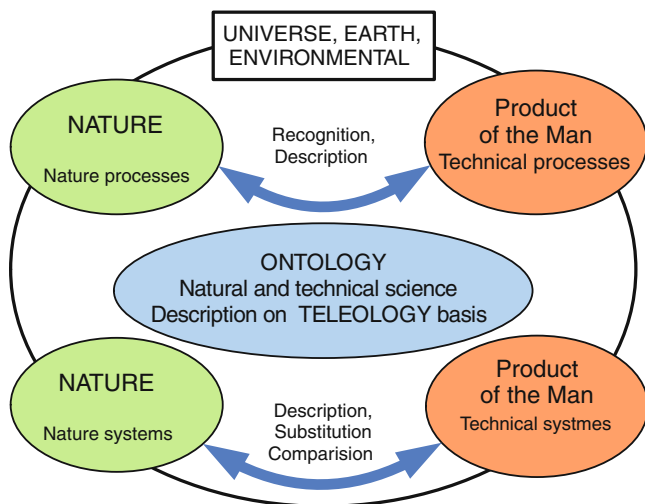 UNIVERSE, EARTH,
ENVIRONMENTAL
NATURE
Nature processes
Recognition,
Description
Product
of the Man
Technical processes
ONTOLOGY
Natural and technical science
Description on TELEOLOGY basis
NATURE
Nature systems
Description,
Substitution
Comparision
Product
of the Man
Technical systmes